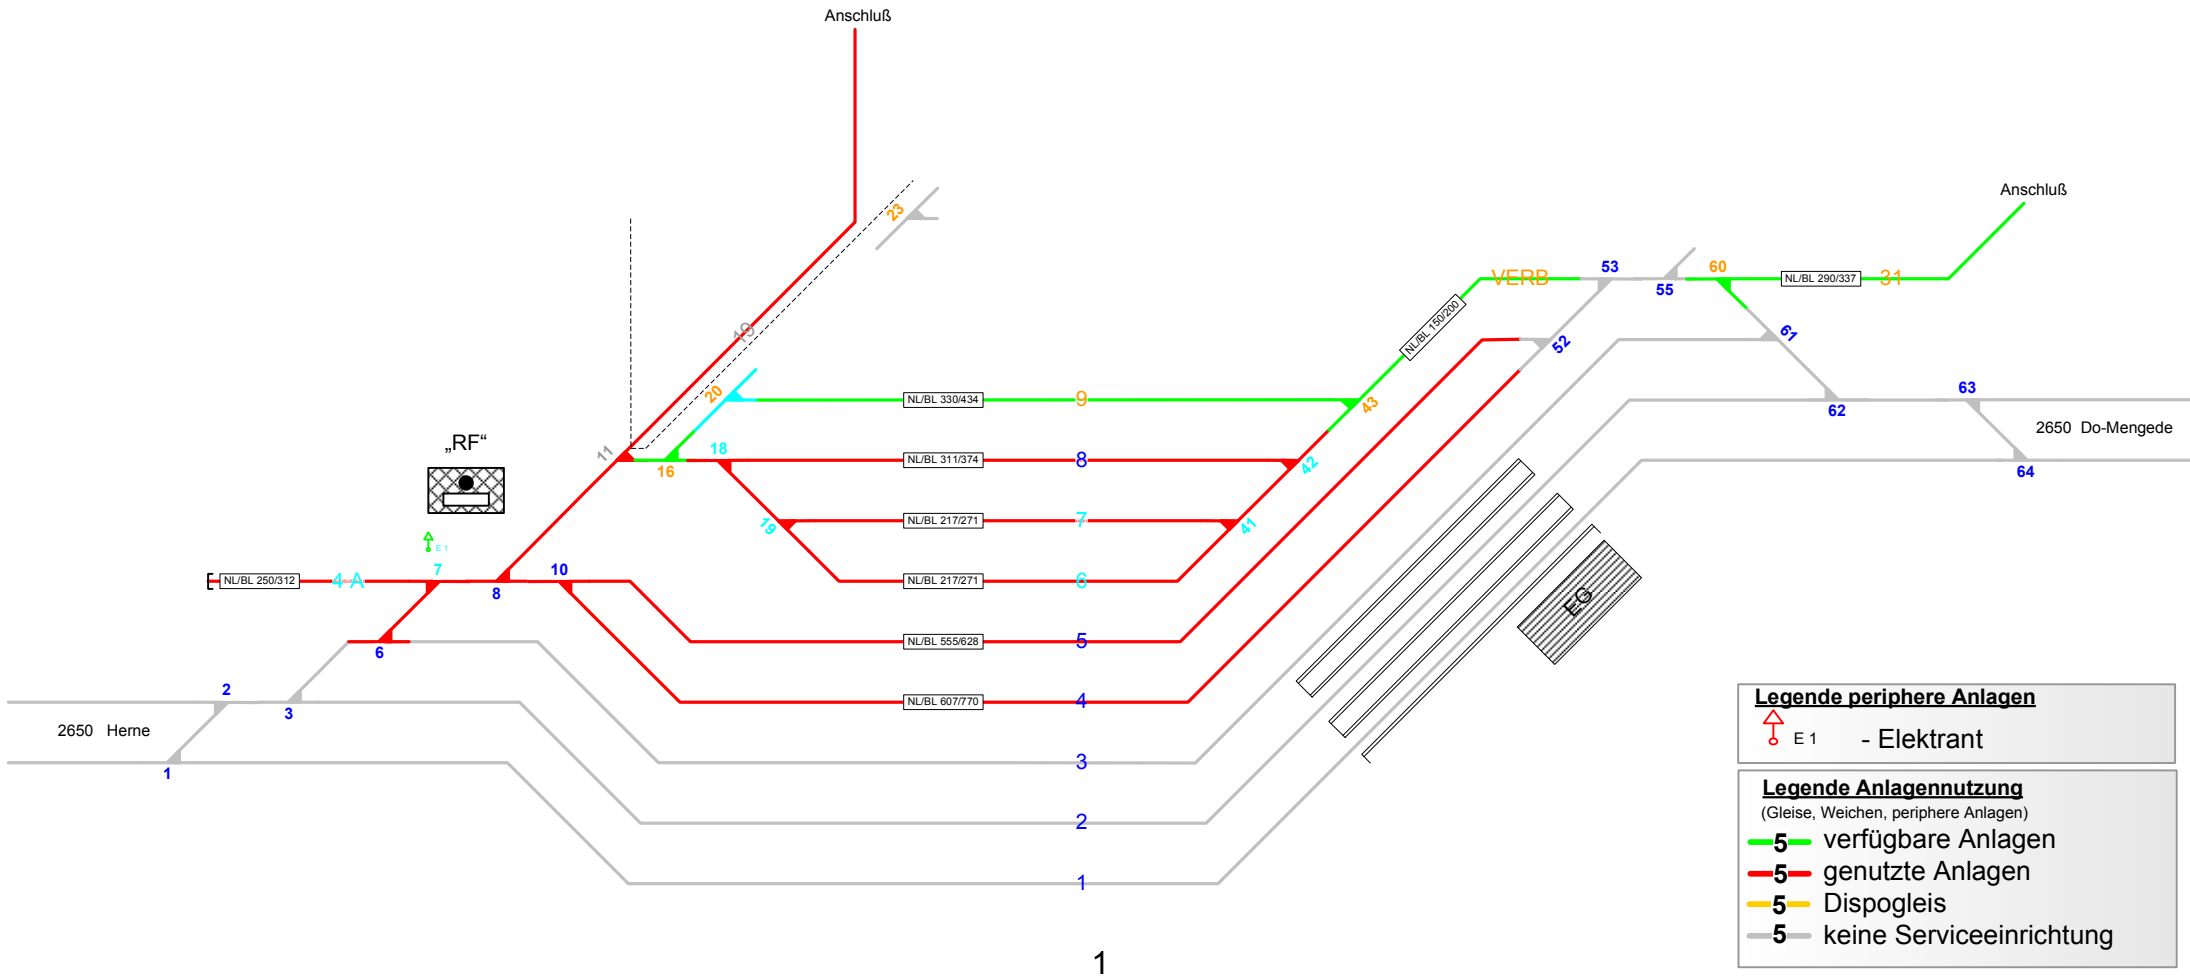 Anschluß
Anschluß
23
VERB
53
55
60
NL/BL 290/337
31
NL/BL 150/200
19
52
61
20
NL/BL 330/434
9
43
62
63
2650 Do-Mengede
„RF“
11
16
18
NL/BL 311/374
8
42
64
19
NL/BL 217/271
7
41
E 1
NL/BL 250/312
4 A
7
8
10
NL/BL 217/271
6
EG
6
NL/BL 555/628
5
2
3
NL/BL 607/770
4
2650 Herne
1
3
2
1
Legende periphere Anlagen
E 1 - Elektrant
Legende Anlagennutzung
(Gleise, Weichen, periphere Anlagen)
5 verfügbare Anlagen
5 genutzte Anlagen
5 Dispogleis
5 keine Serviceeinrichtung
1